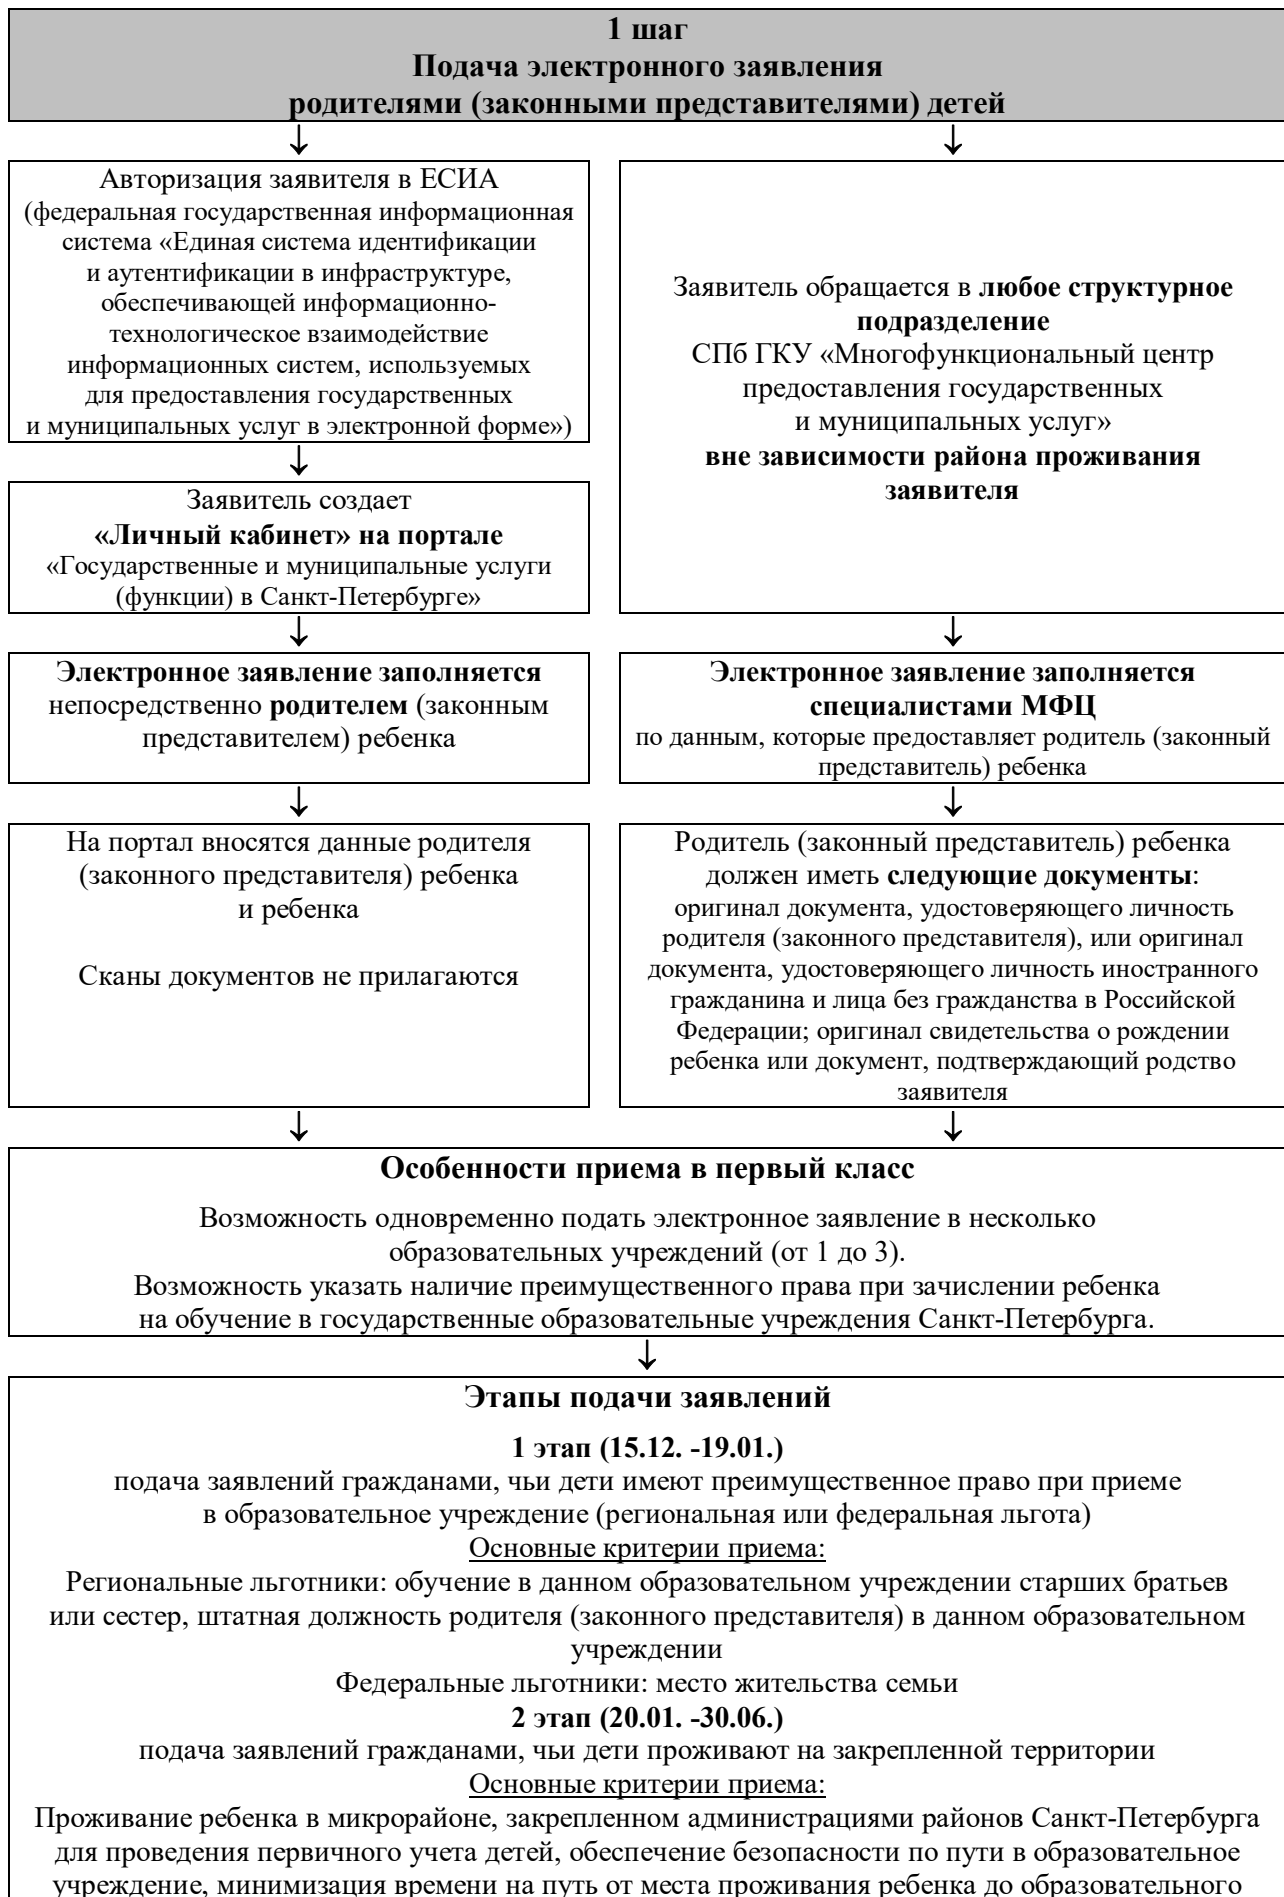 1 шаг
Подача электронного заявления
родителями (законными представителями) детей
Авторизация заявителя в ЕСИА
(федеральная государственная информационная
система «Единая система идентификации
и аутентификации в инфраструктуре,
обеспечивающей информационно-
технологическое взаимодействие
информационных систем, используемых
для предоставления государственных
и муниципальных услуг в электронной форме»)
Заявитель создает
«Личный кабинет» на портале
«Государственные и муниципальные услуги
(функции) в Санкт-Петербурге»
Электронное заявление заполняется
непосредственно родителем (законным
представителем) ребенка
На портал вносятся данные родителя
(законного представителя) ребенка
и ребенка
Сканы документов не прилагаются
Заявитель обращается в любое структурное
подразделение
СПб ГКУ «Многофункциональный центр
предоставления государственных
и муниципальных услуг»
вне зависимости района проживания
заявителя
Электронное заявление заполняется
специалистами МФЦ
по данным, которые предоставляет родитель (законный
представитель) ребенка
Родитель (законный представитель) ребенка
должен иметь следующие документы:
оригинал документа, удостоверяющего личность
родителя (законного представителя), или оригинал
документа, удостоверяющего личность иностранного
гражданина и лица без гражданства в Российской
Федерации; оригинал свидетельства о рождении
ребенка или документ, подтверждающий родство
заявителя
Особенности приема в первый класс
Возможность одновременно подать электронное заявление в несколько
образовательных учреждений (от 1 до 3).
Возможность указать наличие преимущественного права при зачислении ребенка
на обучение в государственные образовательные учреждения Санкт-Петербурга.
Этапы подачи заявлений
1 этап (15.12. -19.01.)
подача заявлений гражданами, чьи дети имеют преимущественное право при приеме
в образовательное учреждение (региональная или федеральная льгота)
Основные критерии приема:
Региональные льготники: обучение в данном образовательном учреждении старших братьев
или сестер, штатная должность родителя (законного представителя) в данном образовательном
учреждении
Федеральные льготники: место жительства семьи
2 этап (20.01. -30.06.)
подача заявлений гражданами, чьи дети проживают на закрепленной территории
Основные критерии приема:
Проживание ребенка в микрорайоне, закрепленном администрациями районов Санкт-Петербурга
для проведения первичного учета детей, обеспечение безопасности по пути в образовательное
учреждение, минимизация времени на путь от места проживания ребенка до образовательного